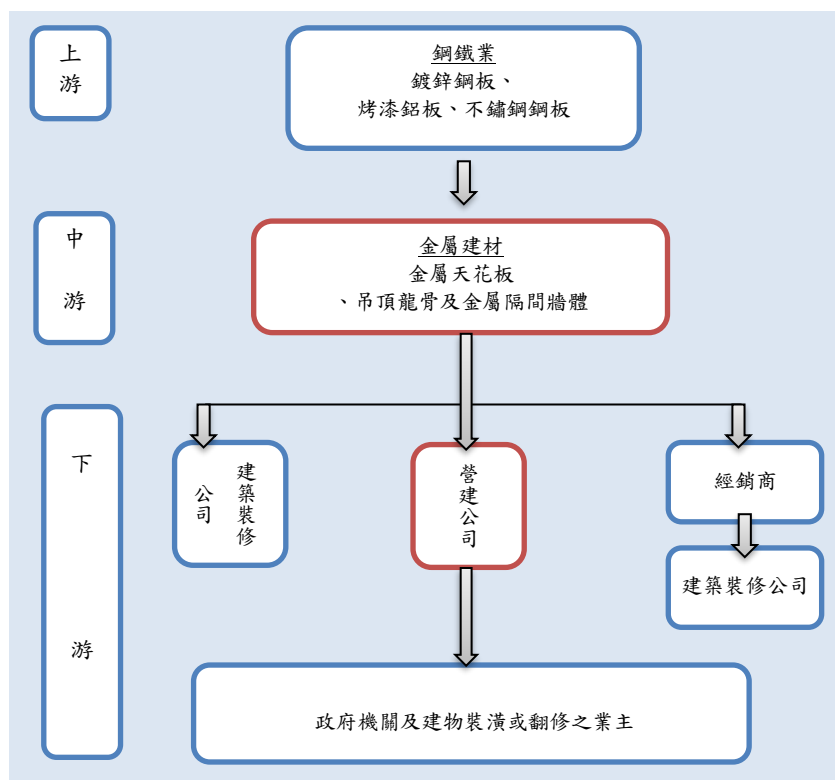 上游
鋼鐵業
鍍鋅鋼板、
烤漆鋁板、不鏽鋼鋼板
中游
金屬建材
金屬天花板
、吊頂龍骨及金屬隔間牆體
下游
建築裝修
公司
營建公司
經銷商
建築裝修公司
政府機關及建物裝潢或翻修之業主